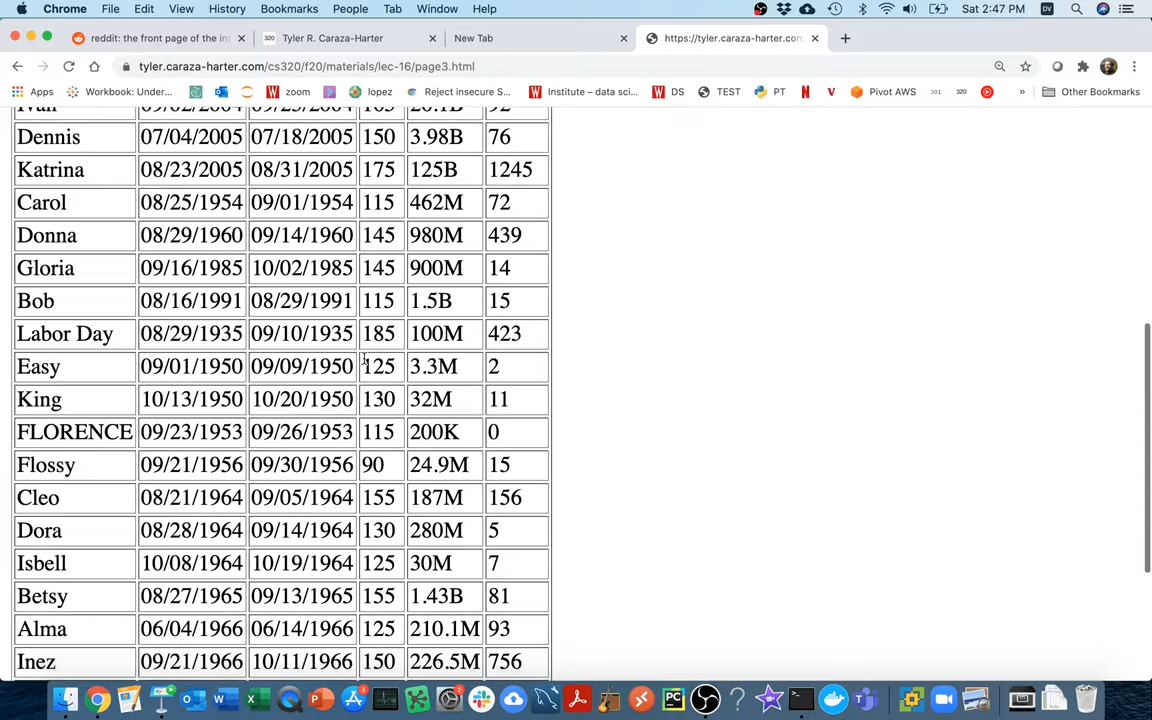 Chrome File Edit View History Bookmarks People Tab Window Help Sat 2:47 PM
reddit: the front page of the in Tyler R. Caraza-Harter New Tab https://tyler.caraza-harter.com
tyler.caraza-harter.com/cs320/f20/materials/lec-16/page3.html
Apps Workbook: Under... zoom lopez Reject insecure S... Institute – data sci... DS TEST PT Pivot AWS 320 » Other Bookmarks
Dennis 07/04/2005 07/18/2005 150 3.98B 76
Katrina 08/23/2005 08/31/2005 175 125B 1245
Carol 08/25/1954 09/01/1954 115 462M 72
Donna 08/29/1960 09/14/1960 145 980M 439
Gloria 09/16/1985 10/02/1985 145 900M 14
Bob 08/16/1991 08/29/1991 115 1.5B 15
Labor Day 08/29/1935 09/10/1935 185 100M 423
Easy 09/01/1950 09/09/1950 125 3.3M 2
King 10/13/1950 10/20/1950 130 32M 11
FLORENCE 09/23/1953 09/26/1953 115 200K 0
Flossy 09/21/1956 09/30/1956 90 24.9M 15
Cleo 08/21/1964 09/05/1964 155 187M 156
Dora 08/28/1964 09/14/1964 130 280M 5
Isbell 10/08/1964 10/19/1964 125 30M 7
Betsy 08/27/1965 09/13/1965 155 1.43B 81
Alma 06/04/1966 06/14/1966 125 210.1M 93
Inez 09/21/1966 10/11/1966 150 226.5M 756